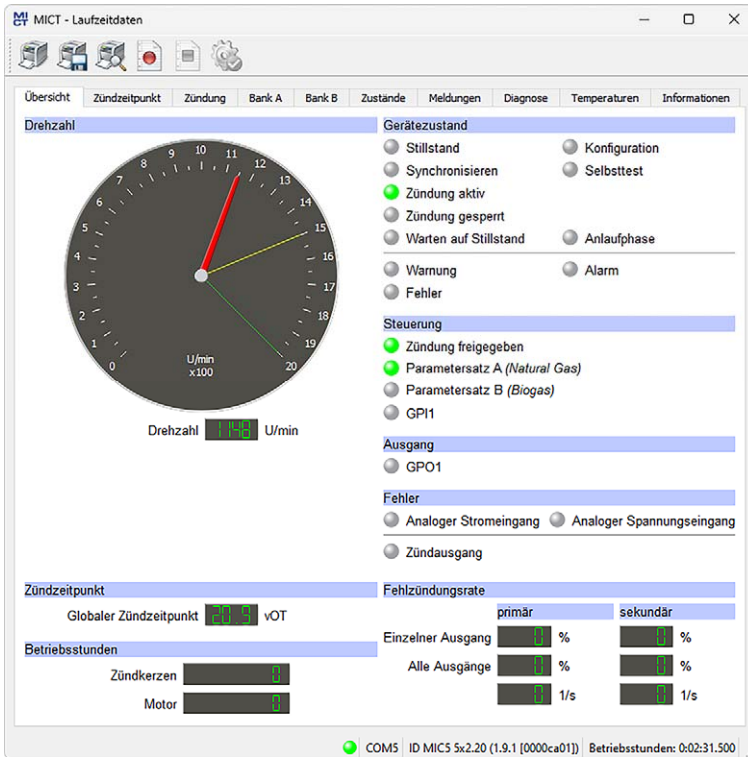 MICT - Laufzeitdaten
Übersicht Zündzeitpunkt Zündung Bank A Bank B Zustände Meldungen Diagnose Temperaturen Informationen
Drehzahl
0 1 2 3 4 5 6 7 8 9 10 11 12 13 14 15 16 17 18 19 20
U/min
x100
Drehzahl 1148 U/min
Gerätezustand
Stillstand Konfiguration
Synchronisieren Selbsttest
Zündung aktiv
Zündung gesperrt
Warten auf Stillstand Anlaufphase
Warnung Alarm
Fehler
Steuerung
Zündung freigegeben
Parametersatz A (Natural Gas)
Parametersatz B (Biogas)
GPI1
Ausgang
GPO1
Fehler
Analoger Stromeingang Analoger Spannungseingang
Zündausgang
Zündzeitpunkt
Globaler Zündzeitpunkt 20.9 vOT
Betriebsstunden
Zündkerzen 0
Motor 0
Fehlzündungsrate
primär sekundär
Einzelner Ausgang 0 % 0 %
Alle Ausgänge 0 % 0 %
0 1/s 0 1/s
COM5 ID MIC5 5x2.20 (1.9.1 [0000ca01]) Betriebsstunden: 0:02:31.500